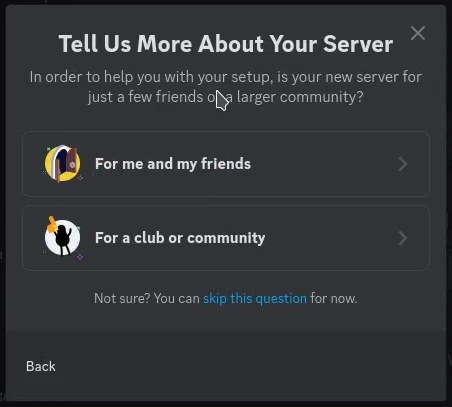 Tell Us More About Your Server
In order to help you with your setup, is your new server for
just a few friends or a larger community?
For me and my friends
For a club or community
Not sure? You can skip this question for now.
Back